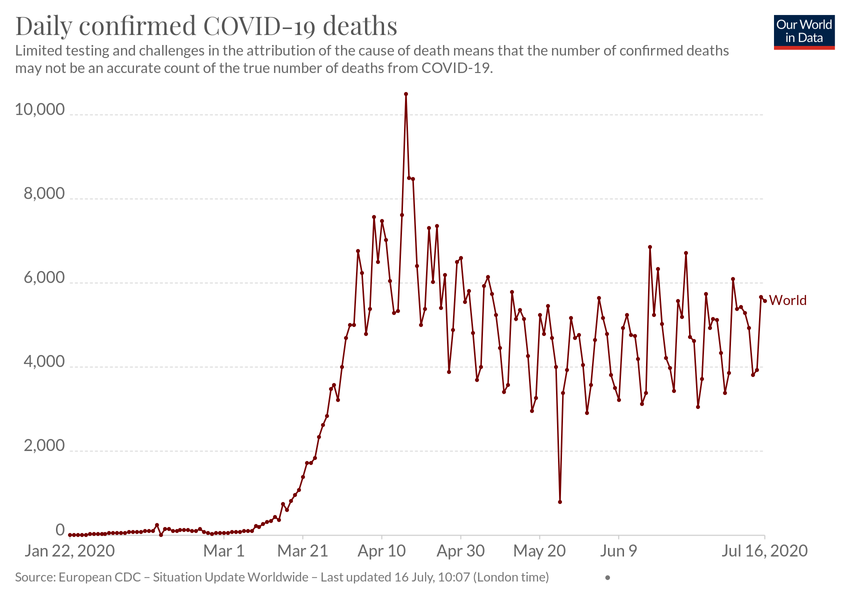 Daily confirmed COVID-19 deaths
Our World
in Data
Limited testing and challenges in the attribution of the cause of death means that the number of confirmed deaths
may not be an accurate count of the true number of deaths from COVID-19.
10,000
8,000
6,000
World
4,000
2,000
0
Jan 22, 2020 Mar 1 Mar 21 Apr 10 Apr 30 May 20 Jun 9 Jul 16, 2020
Source: European CDC – Situation Update Worldwide – Last updated 16 July, 10:07 (London time) •